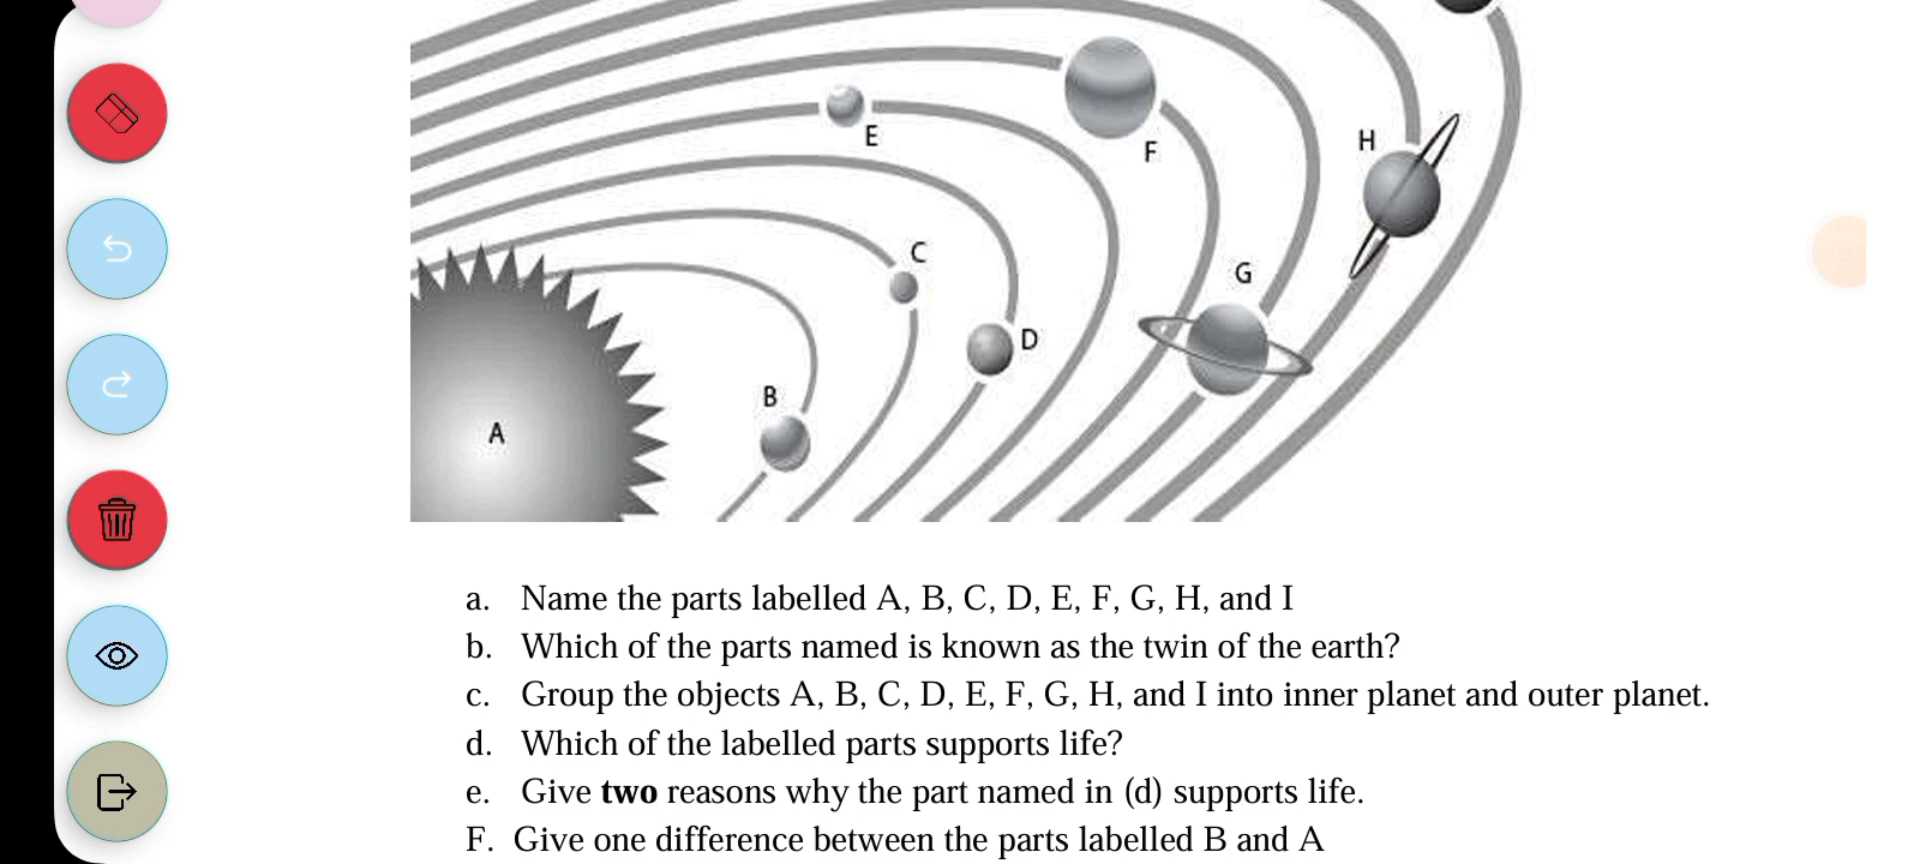 E
F
H
C
G
D
B
A
a. Name the parts labelled A, B, C, D, E, F, G, H, and I
b. Which of the parts named is known as the twin of the earth?
c. Group the objects A, B, C, D, E, F, G, H, and I into inner planet and outer planet.
d. Which of the labelled parts supports life?
e. Give two reasons why the part named in (d) supports life.
F. Give one difference between the parts labelled B and A